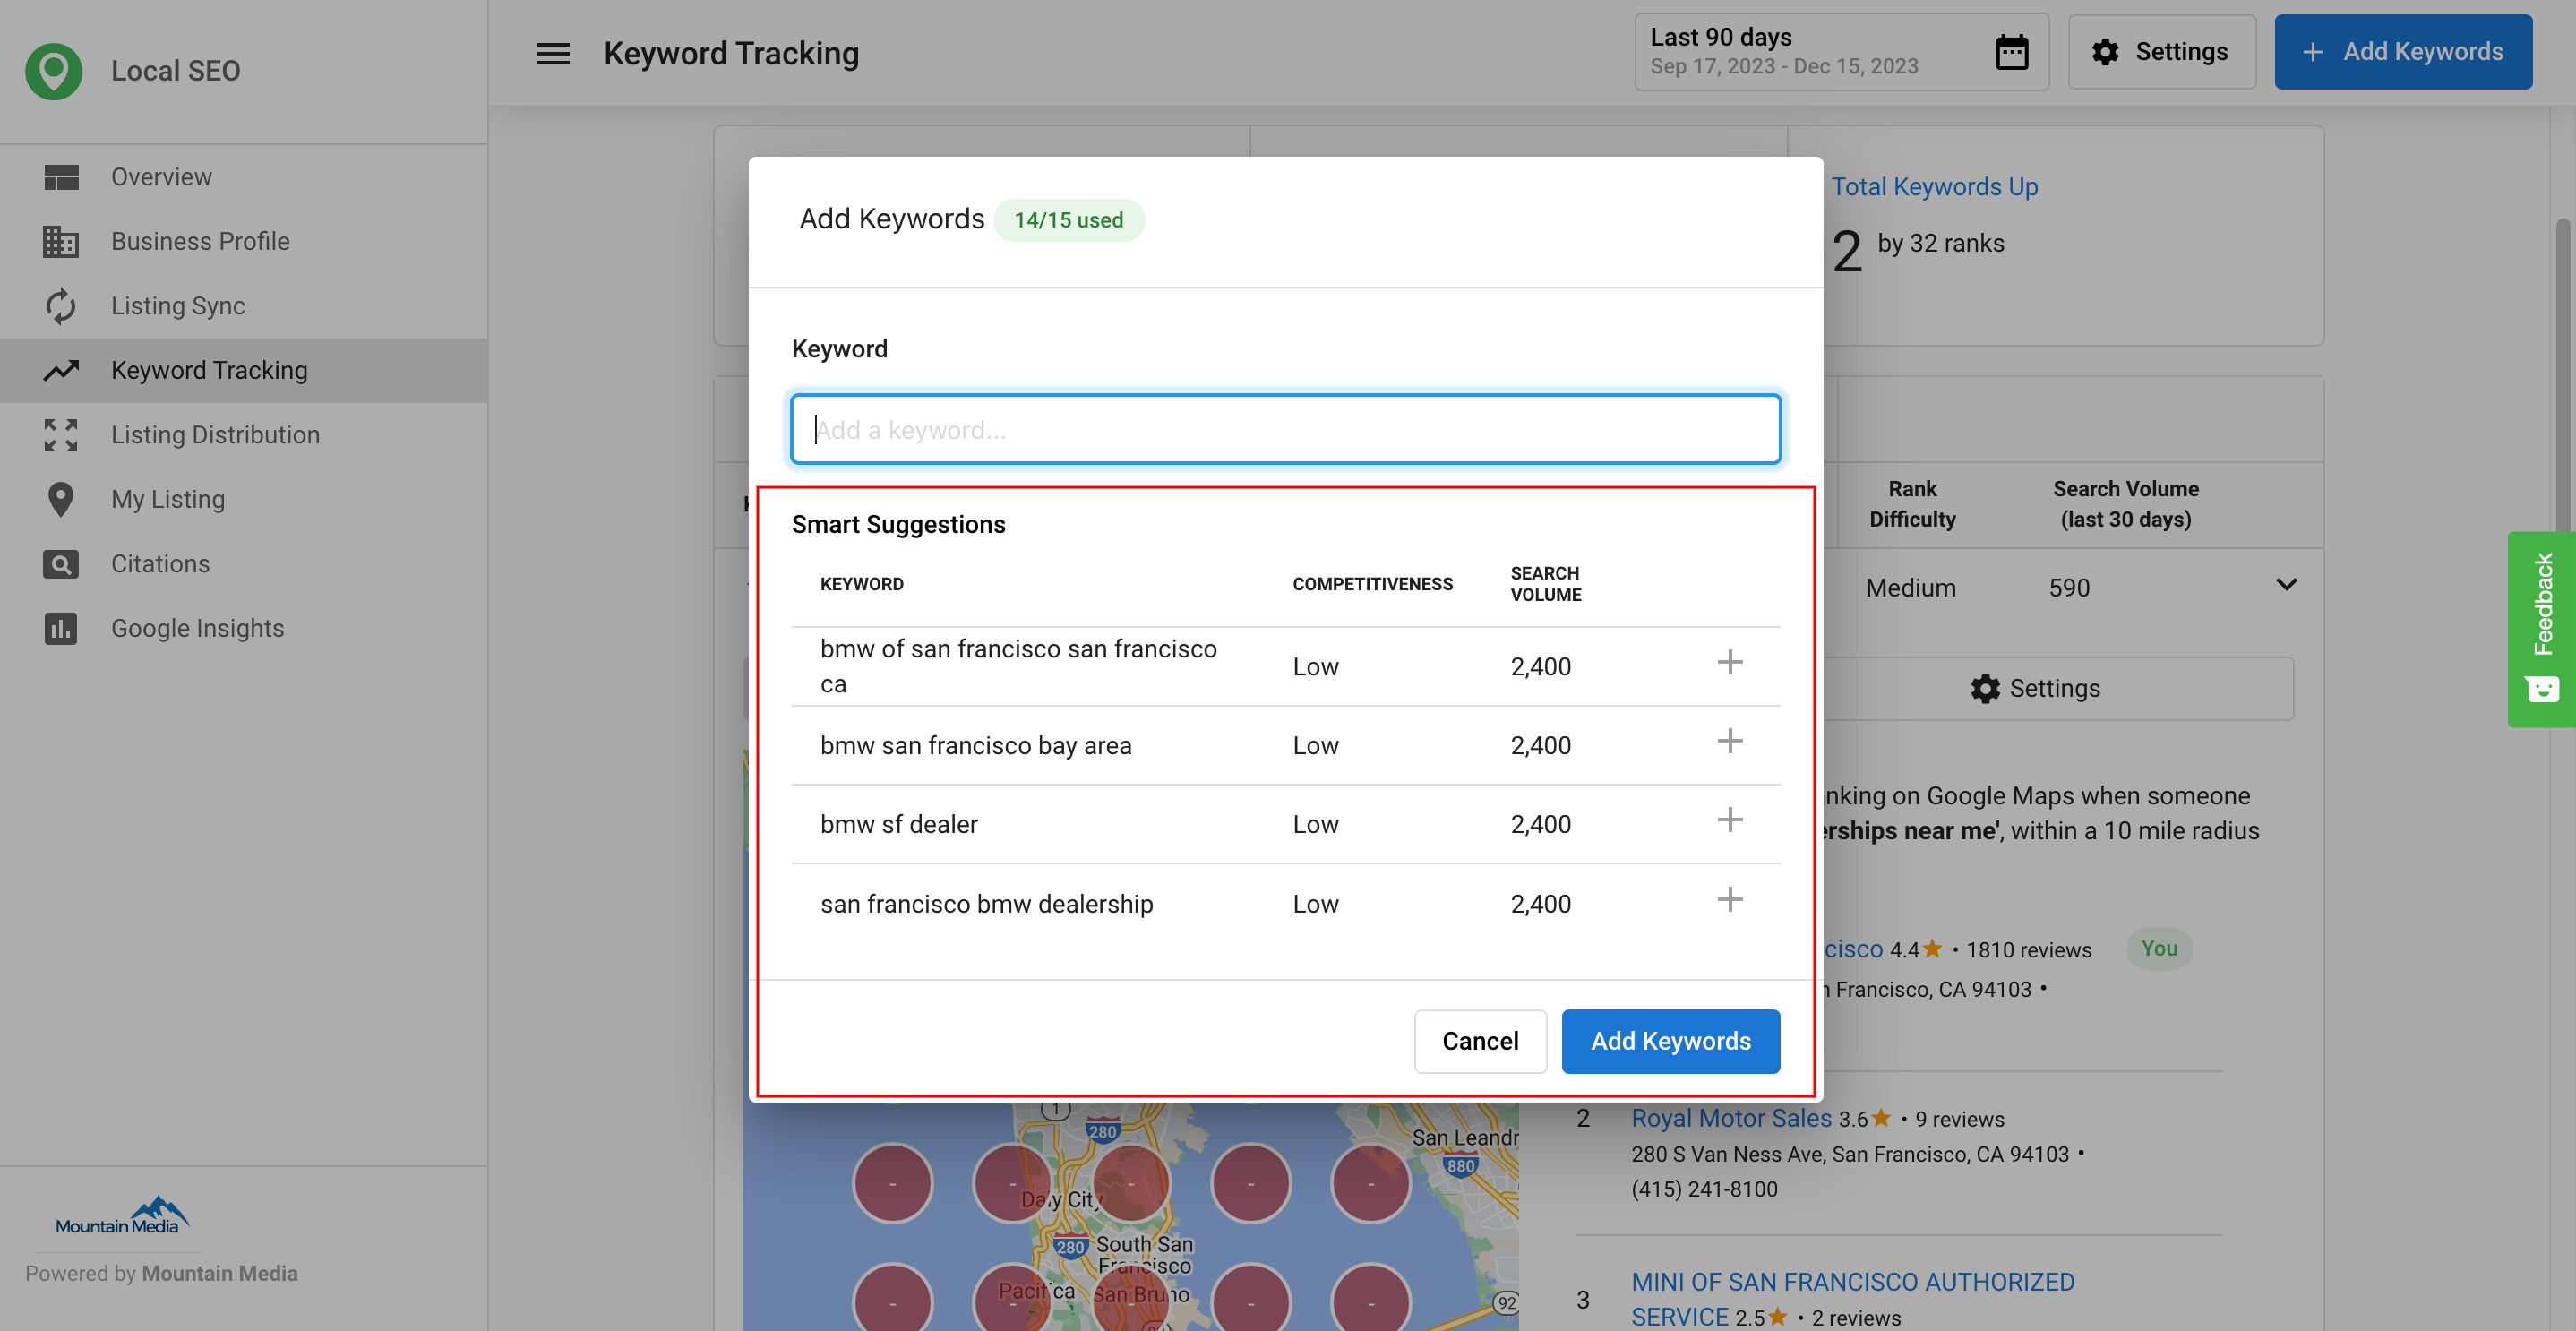 Local SEO
Overview
Business Profile
Listing Sync
Keyword Tracking
Listing Distribution
My Listing
Citations
Google Insights
Mountain Media
Powered by Mountain Media
Keyword Tracking
Last 90 days
Sep 17, 2023 - Dec 15, 2023
Settings
+ Add Keywords
Total Keywords Up
2 by 32 ranks
Add Keywords 14/15 used
Keyword
Add a keyword...
Smart Suggestions
KEYWORD COMPETITIVENESS SEARCH
VOLUME
bmw of san francisco san francisco
ca Low 2,400
bmw san francisco bay area Low 2,400
bmw sf dealer Low 2,400
san francisco bmw dealership Low 2,400
Cancel Add Keywords
Rank
Difficulty
Search Volume
(last 30 days)
Medium 590
Settings
nking on Google Maps when someone
erships near me', within a 10 mile radius
cisco 4.4 • 1810 reviews You
Francisco, CA 94103 •
2 Royal Motor Sales 3.6 • 9 reviews
280 S Van Ness Ave, San Francisco, CA 94103 •
(415) 241-8100
3 MINI OF SAN FRANCISCO AUTHORIZED
SERVICE 2.5 • 2 reviews
Feedback
1
280
San Leandr
880
Daly City
280
South San
Francisco
Pacifica
San Bruno
92